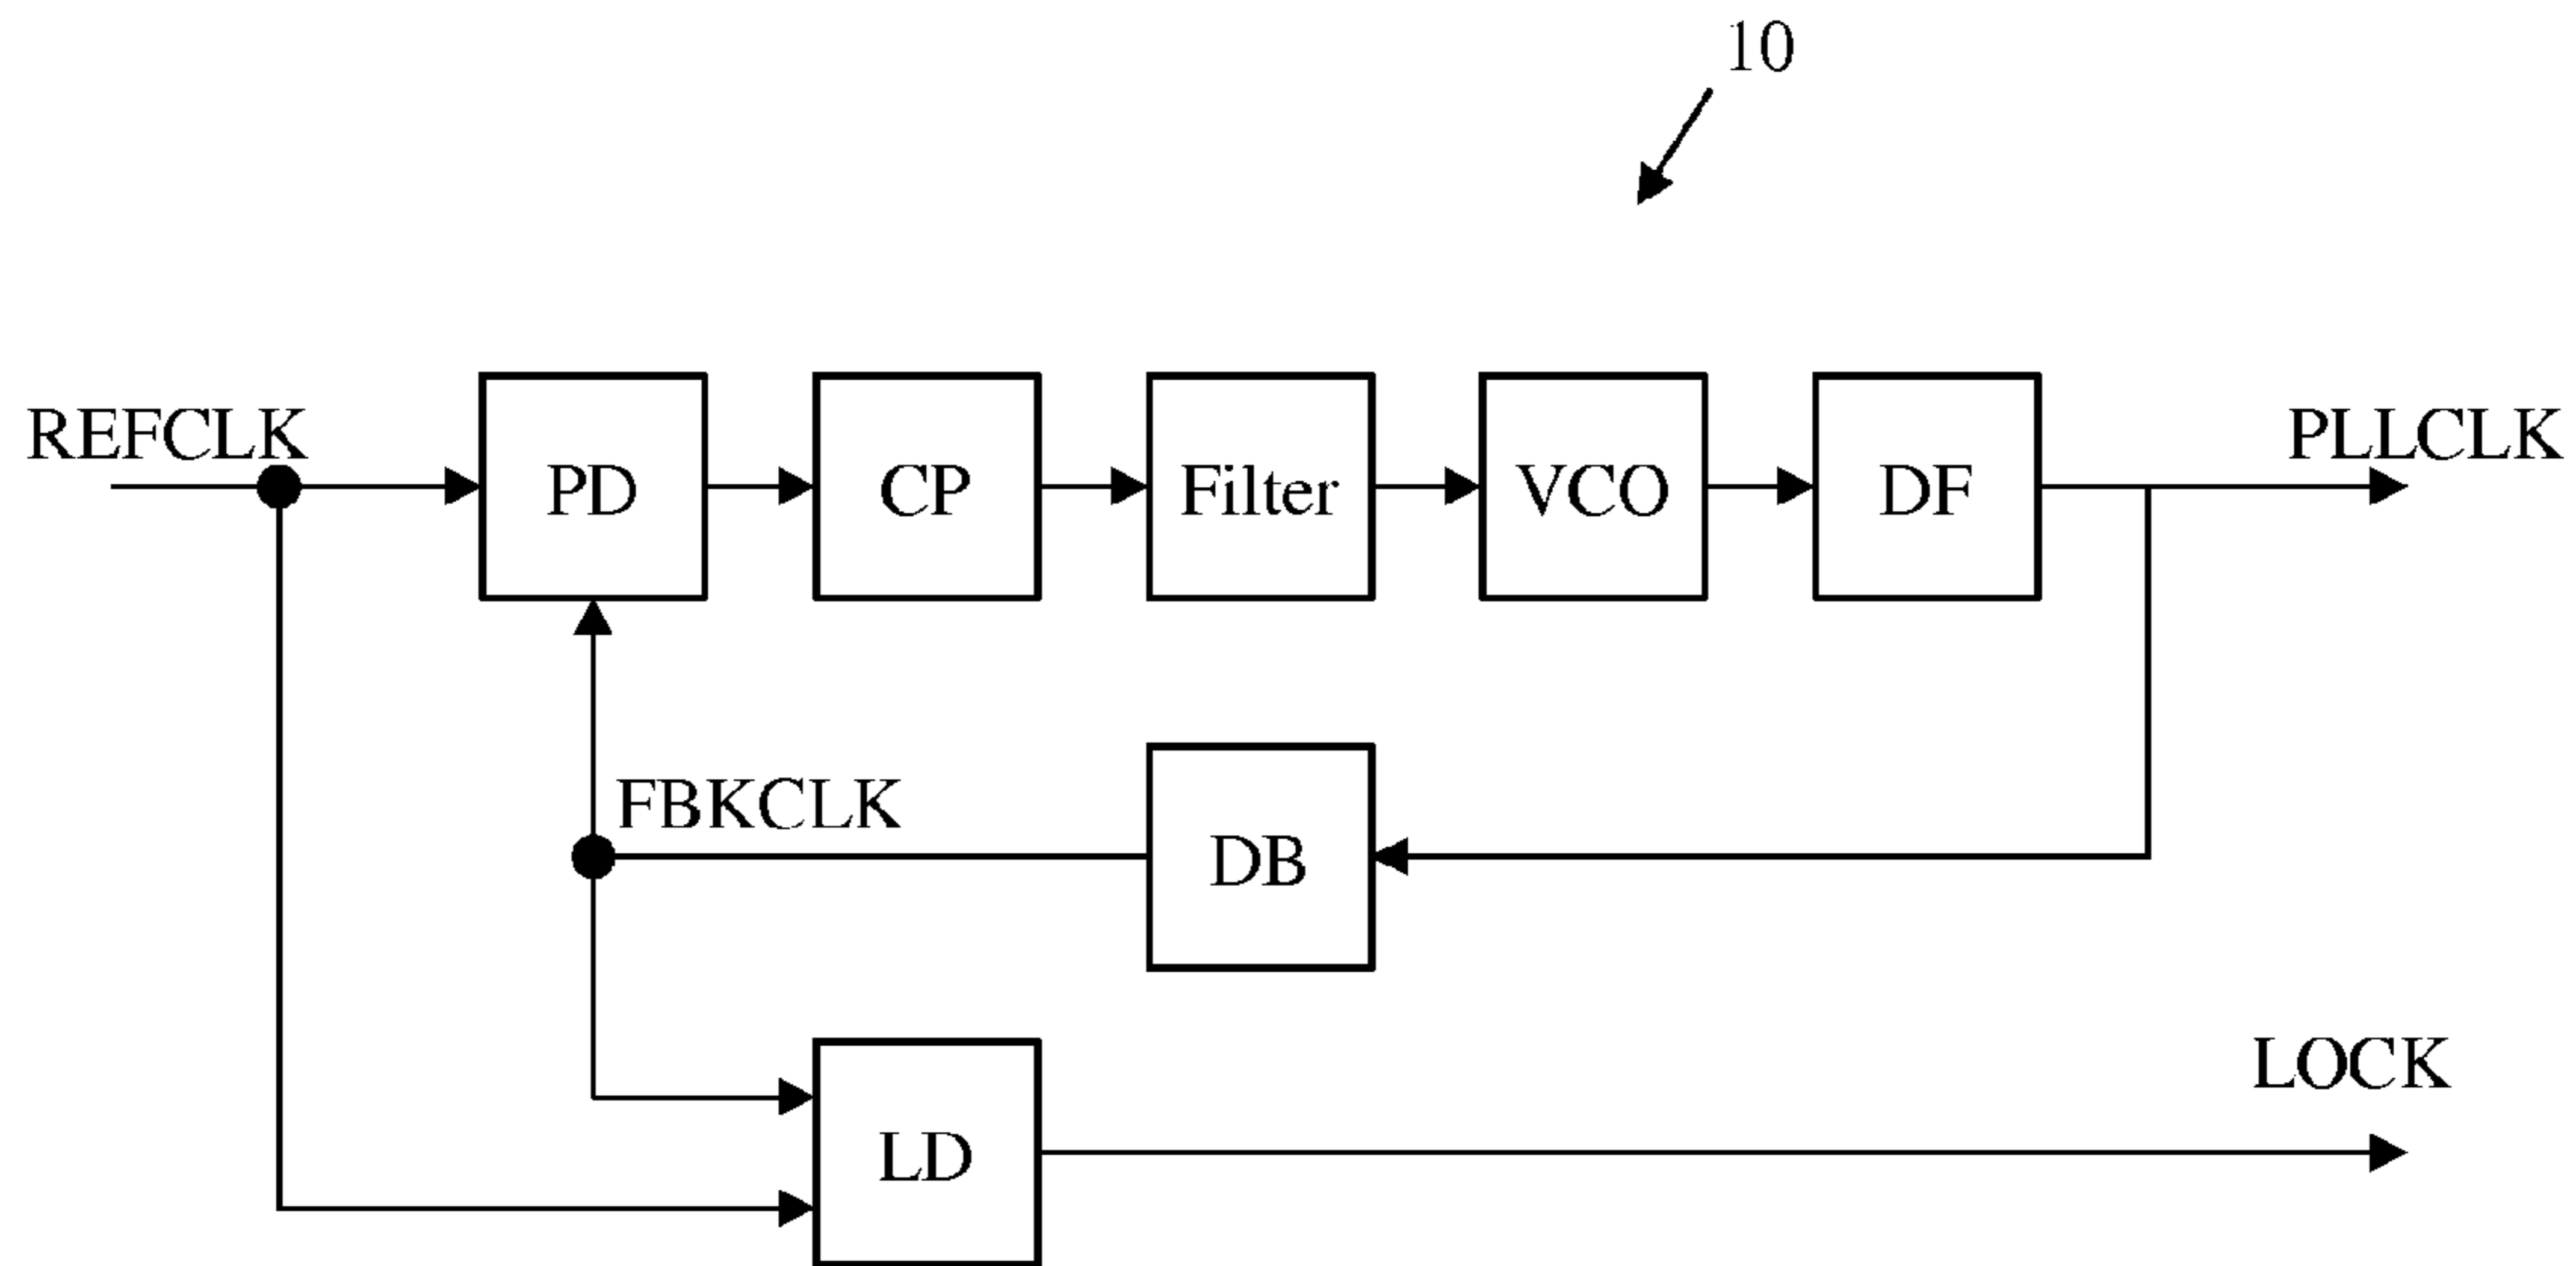 10
REFCLK
PD
CP
Filter
VCO
DF
PLLCLK
FBKCLK
DB
LD
LOCK